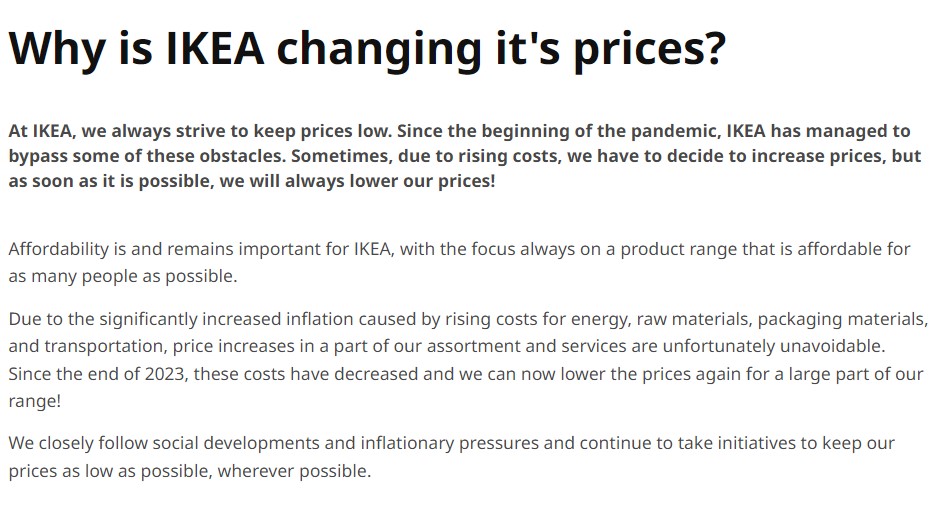 Why is IKEA changing it's prices?
At IKEA, we always strive to keep prices low. Since the beginning of the pandemic, IKEA has managed to
bypass some of these obstacles. Sometimes, due to rising costs, we have to decide to increase prices, but
as soon as it is possible, we will always lower our prices!
Affordability is and remains important for IKEA, with the focus always on a product range that is affordable for
as many people as possible.
Due to the significantly increased inflation caused by rising costs for energy, raw materials, packaging materials,
and transportation, price increases in a part of our assortment and services are unfortunately unavoidable.
Since the end of 2023, these costs have decreased and we can now lower the prices again for a large part of our
range!
We closely follow social developments and inflationary pressures and continue to take initiatives to keep our
prices as low as possible, wherever possible.